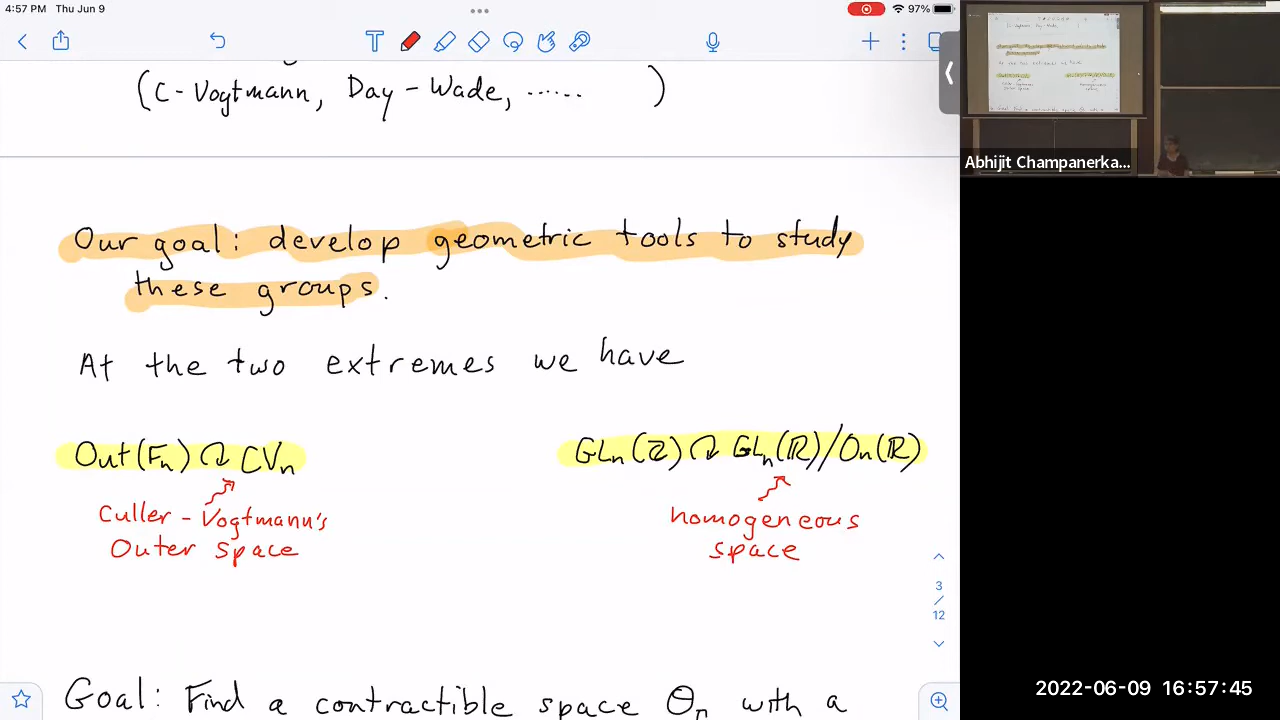 4:57 PM Thu Jun 9
97%
(C-Vogtmann, Day-Wade, ......)
Our goal: develop geometric tools to study
these groups.
At the two extremes we have
Out(Fn) ↷ CVn
GLn(ℤ) ↷ GLn(ℝ)/On(ℝ)
Culler-Vogtmann's
Outer space
homogeneous
space
3
/
12
Goal: Find a contractible space Θn with a
Abhijit Champanerka...
2022-06-09 16:57:45